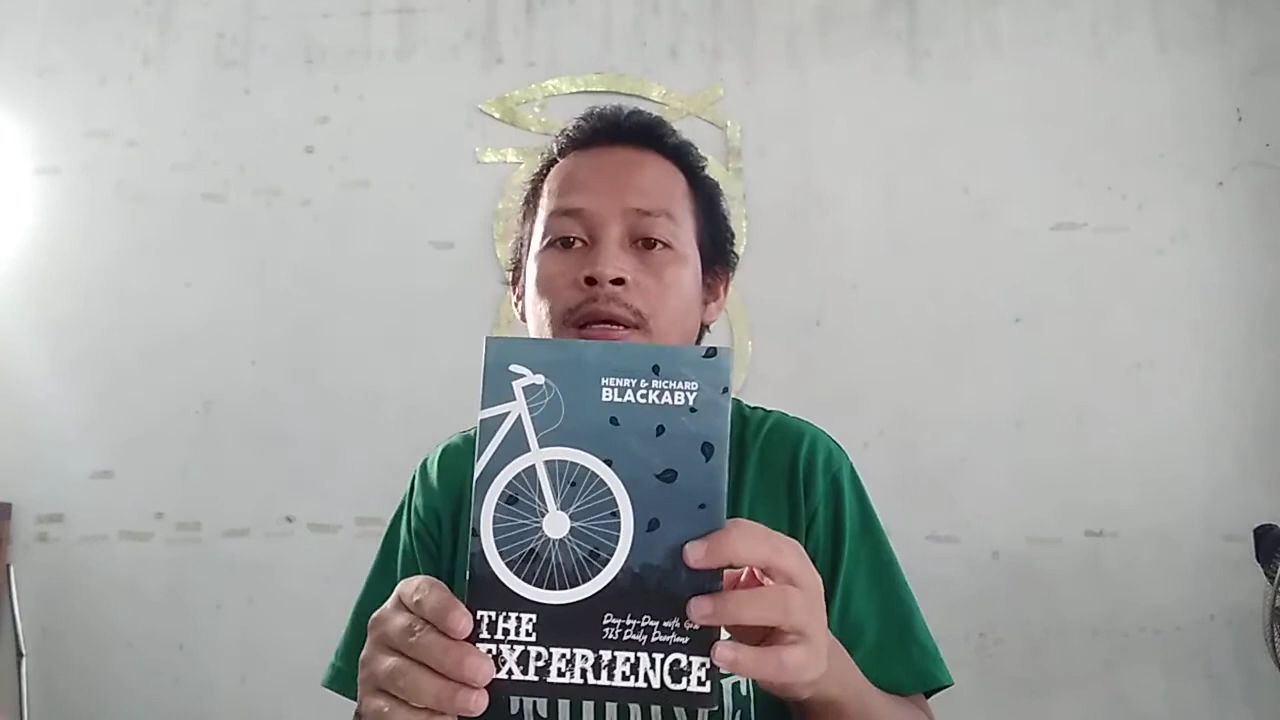 HENRY & RICHARD
BLACKABY
THE
Day-by-Day with God
365 Daily Devotions
EXPERIENCE